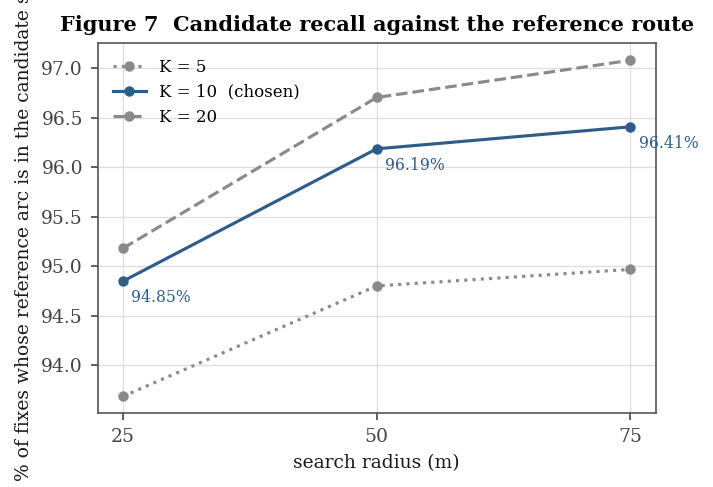 Figure 7  Candidate recall against the reference route
% of fixes whose reference arc is in the candidate
K = 5
K = 10  (chosen)
K = 20
97.0
96.5
96.0
95.5
95.0
94.5
94.0
94.85%
96.19%
96.41%
25
50
75
search radius (m)